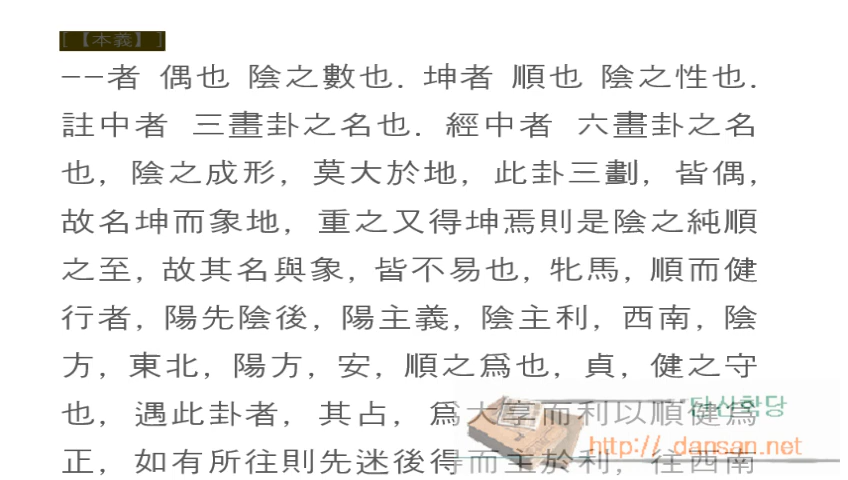 [ 【本義】 ]
--者 偶也 陰之數也. 坤者 順也 陰之性也.
註中者 三畫卦之名也. 經中者 六畫卦之名
也, 陰之成形, 莫大於地, 此卦三劃, 皆偶,
故名坤而象地, 重之又得坤焉則是陰之純順
之至, 故其名與象, 皆不易也, 牝馬, 順而健
行者, 陽先陰後, 陽主義, 陰主利, 西南, 陰
方, 東北, 陽方, 安, 順之爲也, 貞, 健之守
也, 遇此卦者, 其占, 爲大亨而利以順健爲
正, 如有所往則先迷後得而主於利, 往西南
단산학당
http://dansan.net